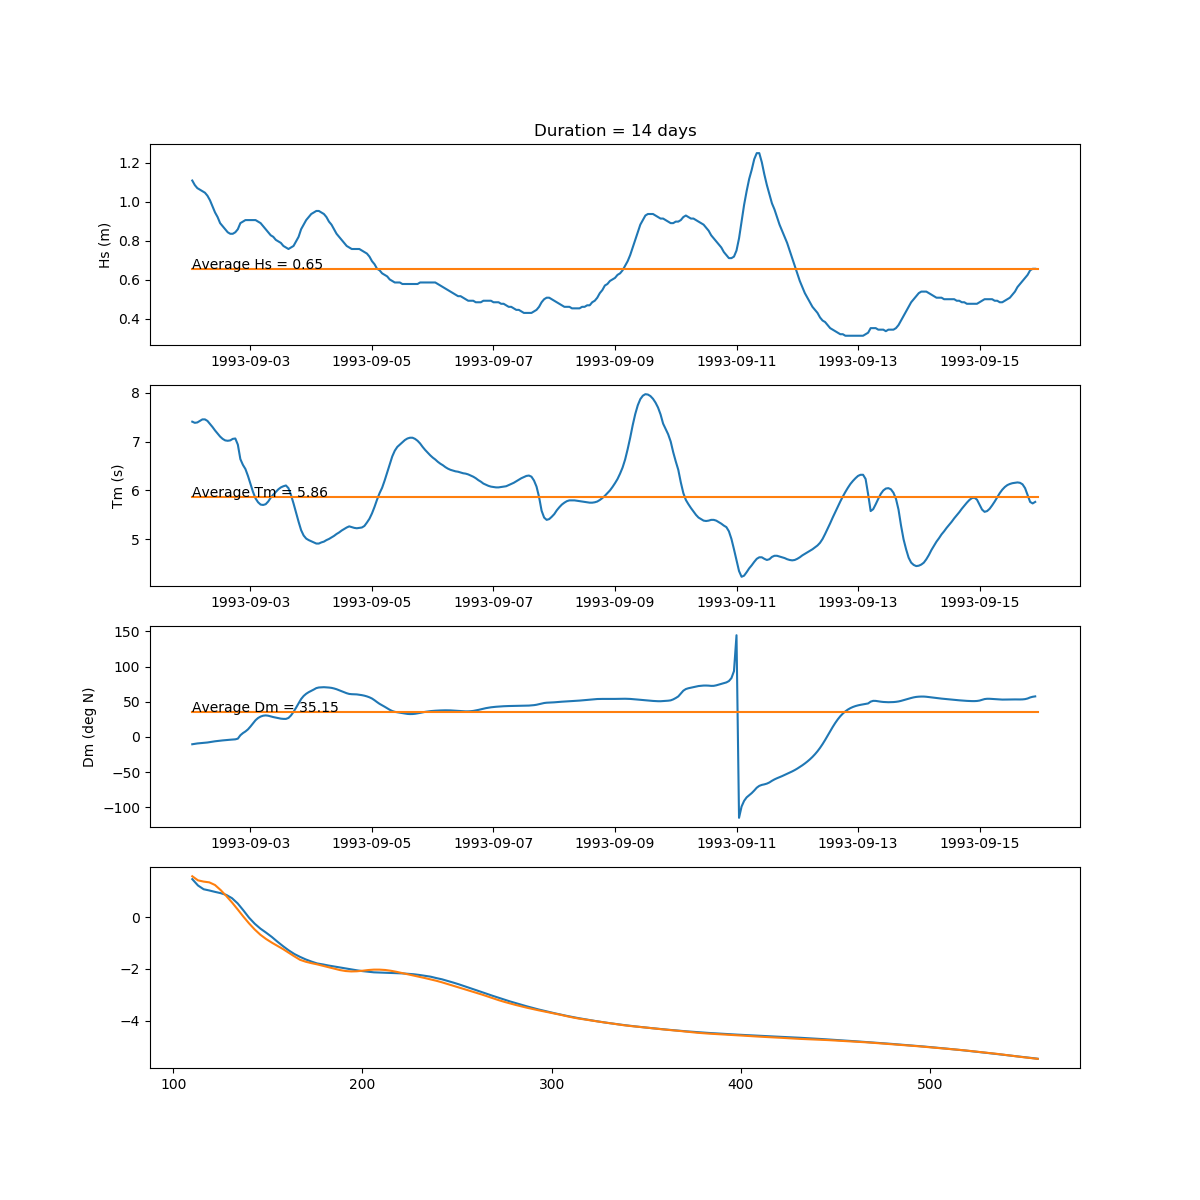 Duration = 14 days
1.2
1.0
0.8
0.6
0.4
Hs (m)
Average Hs = 0.65
1993-09-03 1993-09-05 1993-09-07 1993-09-09 1993-09-11 1993-09-13 1993-09-15
8
7
6
5
Tm (s)
Average Tm = 5.86
1993-09-03 1993-09-05 1993-09-07 1993-09-09 1993-09-11 1993-09-13 1993-09-15
150
100
50
0
−50
−100
Dm (deg N)
Average Dm = 35.15
1993-09-03 1993-09-05 1993-09-07 1993-09-09 1993-09-11 1993-09-13 1993-09-15
0
−2
−4
100 200 300 400 500